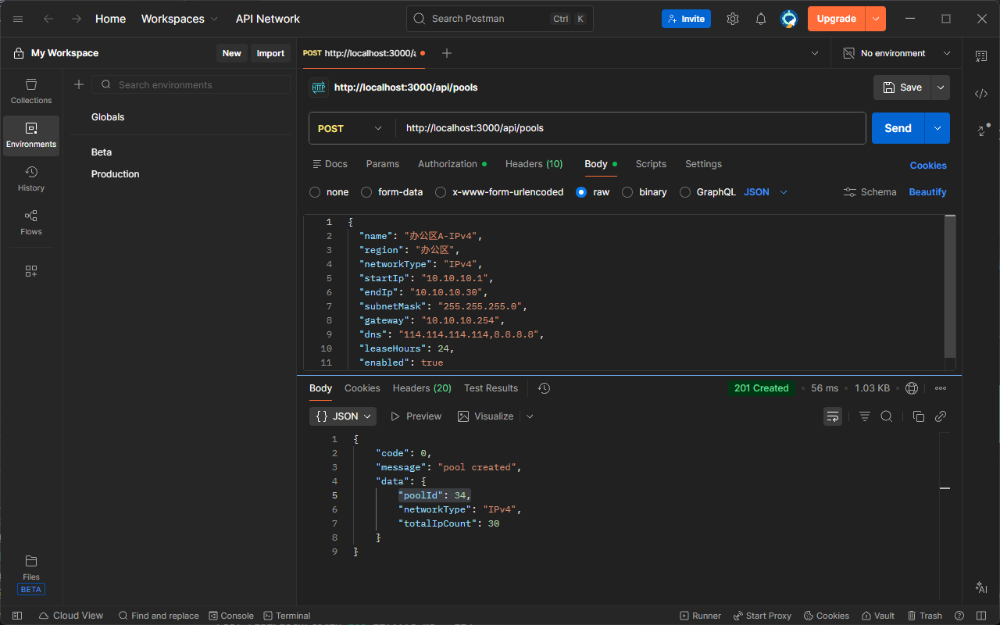 Home Workspaces API Network Search Postman Ctrl K Invite Upgrade
My Workspace New Import POST http://localhost:3000/a No environment
Search environments
Collections
Environments
History
Flows
Files
BETA
Globals
Beta
Production
HTTP http://localhost:3000/api/pools Save
POST http://localhost:3000/api/pools Send
Docs Params Authorization Headers (10) Body Scripts Settings Cookies
none form-data x-www-form-urlencoded raw binary GraphQL JSON Schema Beautify
1 {
2 "name": "办公区A-IPv4",
3 "region": "办公区",
4 "networkType": "IPv4",
5 "startIp": "10.10.10.1",
6 "endIp": "10.10.10.30",
7 "subnetMask": "255.255.255.0",
8 "gateway": "10.10.10.254",
9 "dns": "114.114.114.114,8.8.8.8",
10 "leaseHours": 24,
11 "enabled": true
Body Cookies Headers (20) Test Results 201 Created 56 ms 1.03 KB
{} JSON Preview Visualize
1 {
2 "code": 0,
3 "message": "pool created",
4 "data": {
5 "poolId": 34,
6 "networkType": "IPv4",
7 "totalIpCount": 30
8 }
9 }
AI
Cloud View Find and replace Console Terminal Runner Start Proxy Cookies Vault Trash